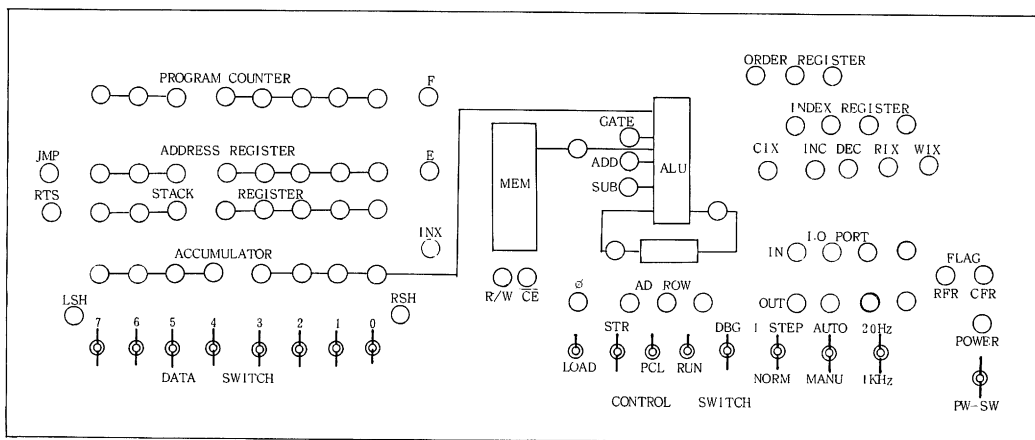 PROGRAM COUNTER
F
ORDER REGISTER
INDEX REGISTER
GATE
CIX INC DEC RIX WIX
JMP
ADDRESS REGISTER
E
MEM
ADD
ALU
RTS
STACK REGISTER
SUB
INX
ACCUMULATOR
I.O PORT
IN
FLAG
R/W C̅E̅
RFR CFR
LSH
RSH
Ø
AD ROW
OUT
7 6 5 4 3 2 1 0
STR
DBG 1 STEP AUTO 20Hz
POWER
DATA SWITCH
LOAD PCL RUN
NORM MANU 1KHz
CONTROL SWITCH
PW-SW